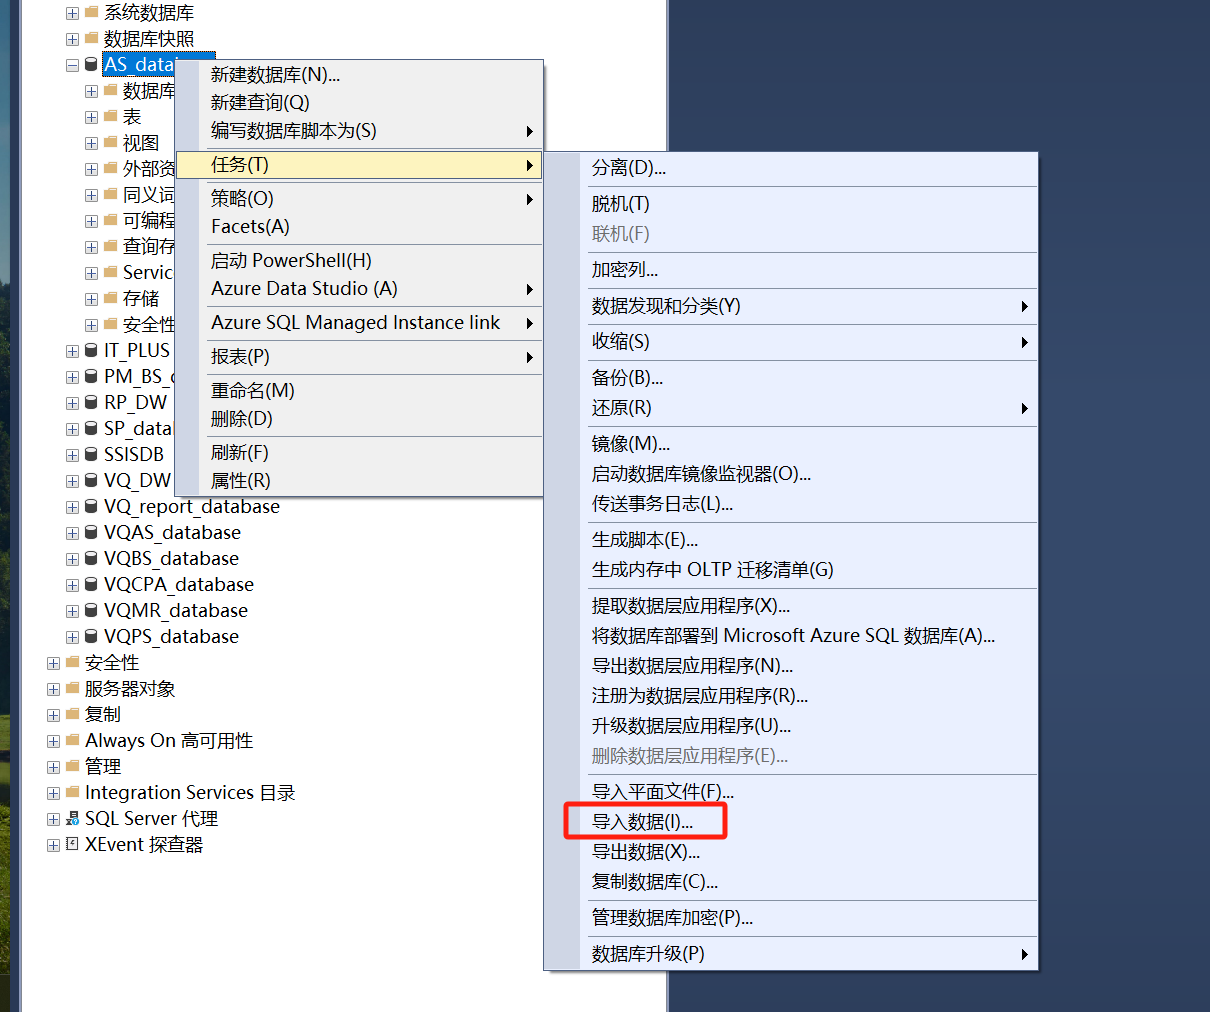 系统数据库
数据库快照
AS_data
数据库
表
视图
外部资
同义词
可编程
查询存
Servic
存储
安全性
IT_PLUS
PM_BS_
RP_DW
SP_data
SSISDB
VQ_DW
VQ_report_database
VQAS_database
VQBS_database
VQCPA_database
VQMR_database
VQPS_database
安全性
服务器对象
复制
Always On 高可用性
管理
Integration Services 目录
SQL Server 代理
XEvent 探查器
新建数据库(N)...
新建查询(Q)
编写数据库脚本为(S)
任务(T)
策略(O)
Facets(A)
启动 PowerShell(H)
Azure Data Studio (A)
Azure SQL Managed Instance link
报表(P)
重命名(M)
删除(D)
刷新(F)
属性(R)
分离(D)...
脱机(T)
联机(F)
加密列...
数据发现和分类(Y)
收缩(S)
备份(B)...
还原(R)
镜像(M)...
启动数据库镜像监视器(O)...
传送事务日志(L)...
生成脚本(E)...
生成内存中 OLTP 迁移清单(G)
提取数据层应用程序(X)...
将数据库部署到 Microsoft Azure SQL 数据库(A)...
导出数据层应用程序(N)...
注册为数据层应用程序(R)...
升级数据层应用程序(U)...
删除数据层应用程序(E)...
导入平面文件(F)...
导入数据(I)...
导出数据(X)...
复制数据库(C)...
管理数据库加密(P)...
数据库升级(P)